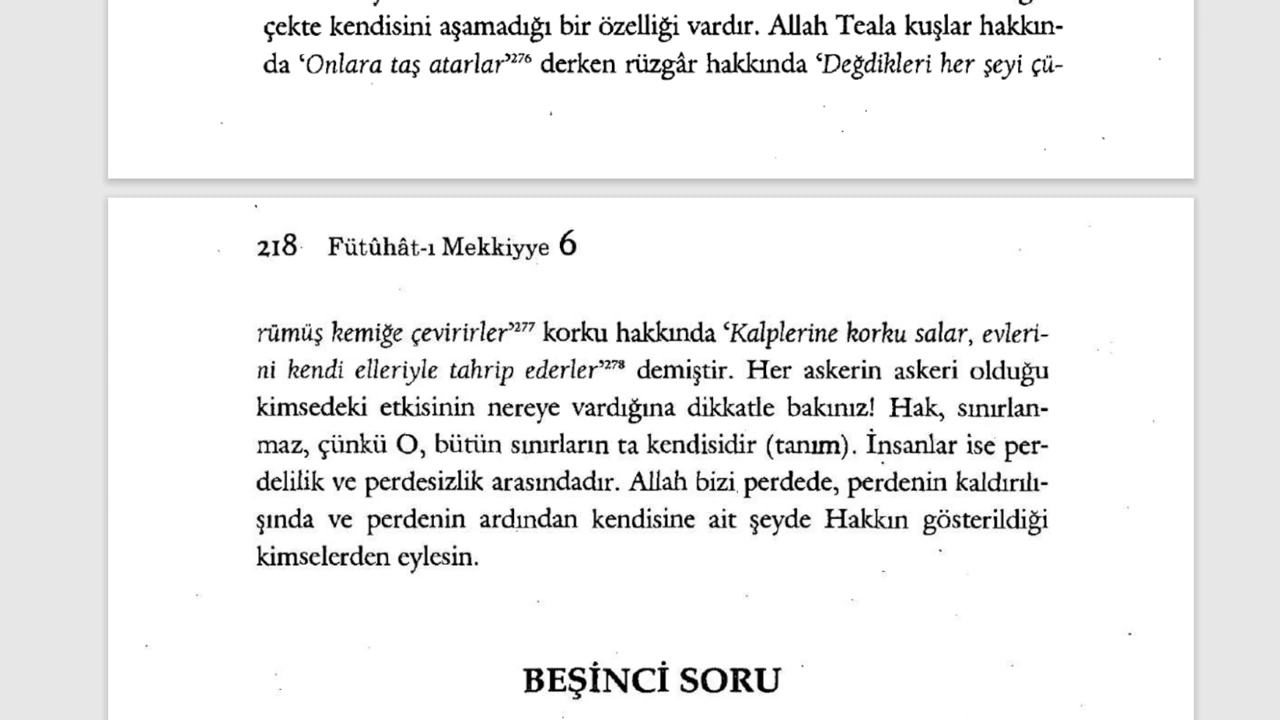 çekte kendisini aşamadığı bir özelliği vardır. Allah Teala kuşlar hakkın-
da ‘Onlara taş atarlar’²⁷⁶ derken rüzgâr hakkında ‘Değdikleri her şeyi çü-
218 Fütûhât-ı Mekkiyye 6
rümüş kemiğe çevirirler’²⁷⁷ korku hakkında ‘Kalplerine korku salar, evleri-
ni kendi elleriyle tahrip ederler’²⁷⁸ demiştir. Her askerin askeri olduğu
kimsedeki etkisinin nereye vardığına dikkatle bakınız! Hak, sınırlan-
maz, çünkü O, bütün sınırların ta kendisidir (tanım). İnsanlar ise per-
delilik ve perdesizlik arasındadır. Allah bizi perdede, perdenin kaldırılı-
şında ve perdenin ardından kendisine ait şeyde Hakkın gösterildiği
kimselerden eylesin.
BEŞİNCİ SORU